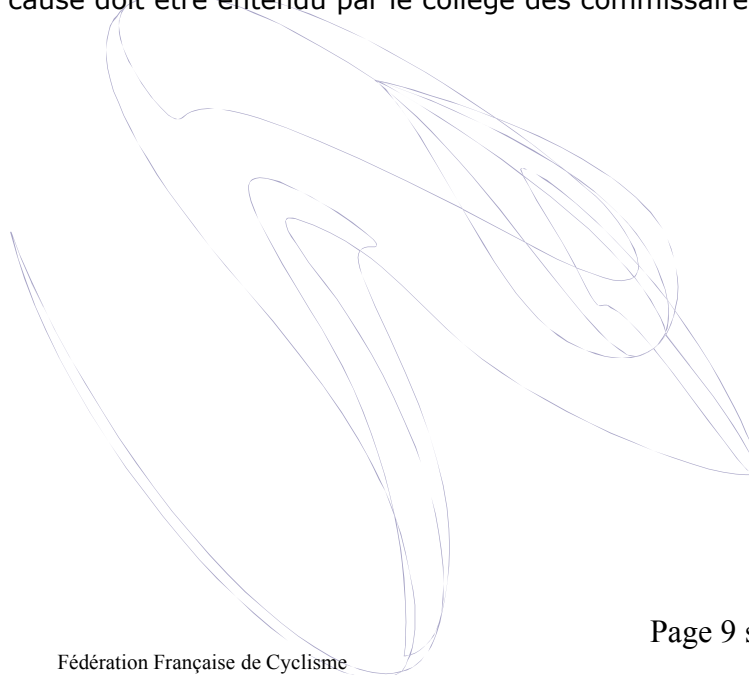 cause doit être entendu par le collège des commissaire
Page 9 s
Fédération Française de Cyclisme